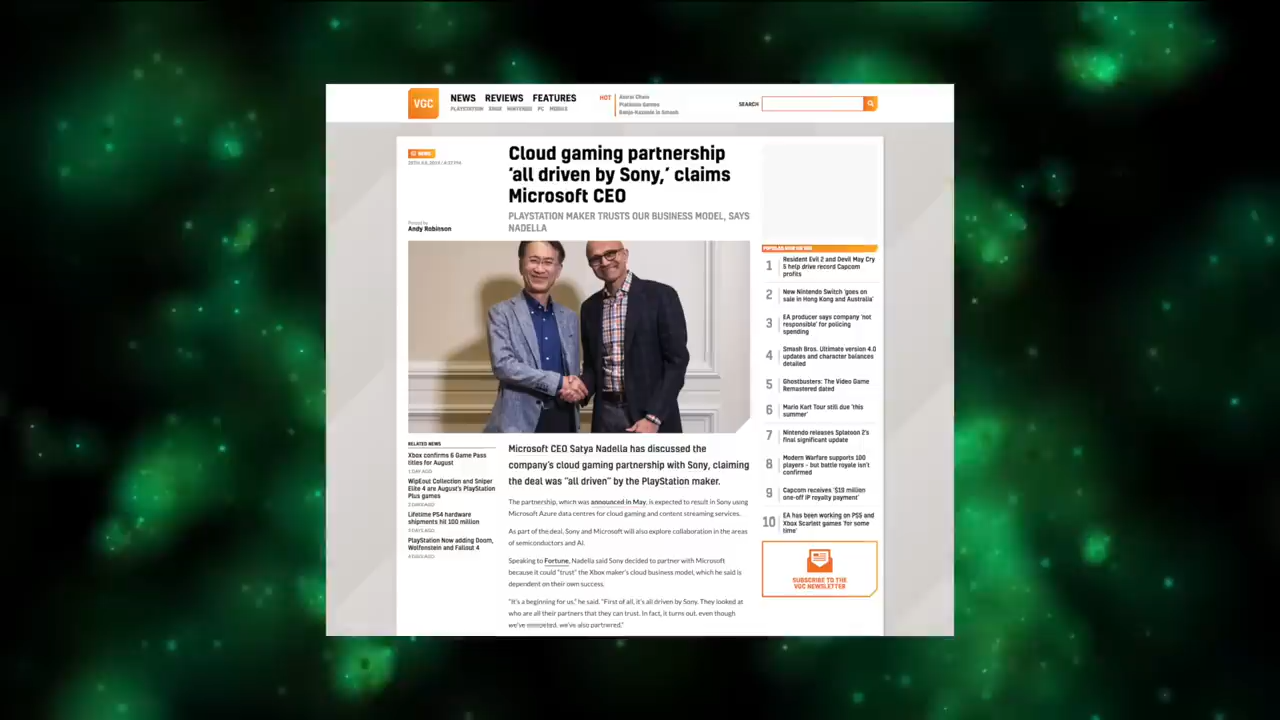 VGC
NEWS REVIEWS FEATURES
PLAYSTATION XBOX NINTENDO PC MOBILE
HOT
Astral Chain
Platinum Games
Banjo-Kazooie in Smash
SEARCH
NEWS
Cloud gaming partnership
‘all driven by Sony,’ claims
Microsoft CEO
PLAYSTATION MAKER TRUSTS OUR BUSINESS MODEL, SAYS
NADELLA
Posted by
Andy Robinson
Microsoft CEO Satya Nadella has discussed the
company’s cloud gaming partnership with Sony, claiming
the deal was “all driven” by the PlayStation maker.
The partnership, which was announced in May, is expected to result in Sony using
Microsoft Azure data centres for cloud gaming and content streaming services.
As part of the deal, Sony and Microsoft will also explore collaboration in the areas
of semiconductors and AI.
Speaking to Fortune, Nadella said Sony decided to partner with Microsoft
because it could “trust” the Xbox maker’s cloud business model, which he said is
dependent on their own success.
“It’s a beginning for us,” he said. “First of all, it’s all driven by Sony. They looked at
who are all their partners that they can trust. In fact, it turns out, even though
we’ve competed, we’ve also partnered.”
RELATED NEWS
Xbox confirms 6 Game Pass
titles for August
1 DAY AGO
WipEout Collection and Sniper
Elite 4 are August’s PlayStation
Plus games
2 DAYS AGO
Lifetime PS4 hardware
shipments hit 100 million
DAYS AGO
PlayStation Now adding Doom,
Wolfenstein and Fallout 4
DAYS AGO
1 Resident Evil 2 and Devil May Cry
5 help drive record Capcom
profits
2 New Nintendo Switch ‘goes on
sale in Hong Kong and Australia’
3 EA producer says company ‘not
responsible’ for policing
spending
4 Smash Bros. Ultimate version 4.0
updates and character balances
detailed
5 Ghostbusters: The Video Game
Remastered dated
6 Mario Kart Tour still due ‘this
summer’
7 Nintendo releases Splatoon 2’s
final significant update
8 Modern Warfare supports 100
players – but battle royale isn’t
confirmed
9 Capcom receives ‘$19 million
one-off IP royalty payment’
10 EA has been working on PS5 and
Xbox Scarlett games ‘for some
time’
SUBSCRIBE TO THE
VGC NEWSLETTER